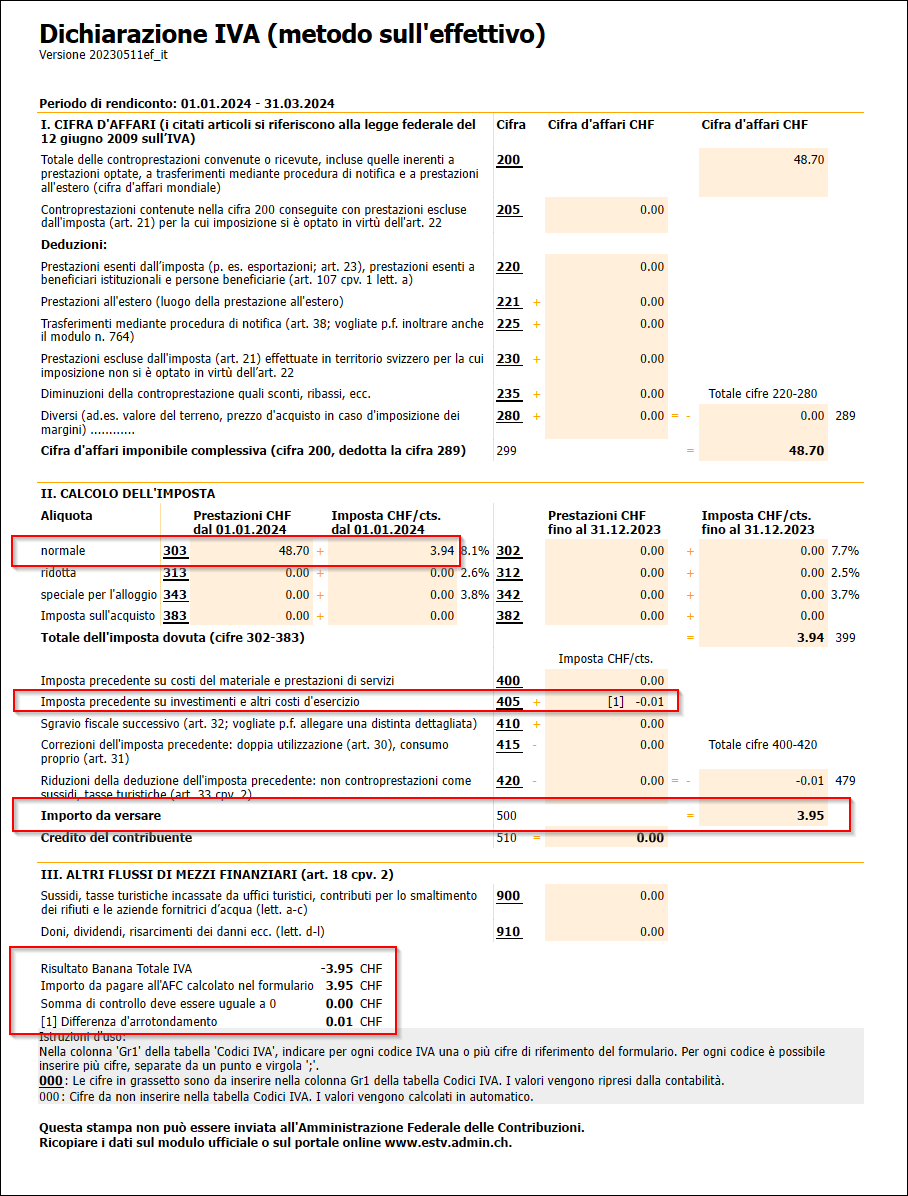 Dichiarazione IVA (metodo sull'effettivo)
Versione 20230511ef_it
Periodo di rendiconto: 01.01.2024 - 31.03.2024
I. CIFRA D'AFFARI (i citati articoli si riferiscono alla legge federale del Cifra Cifra d'affari CHF Cifra d'affari CHF
12 giugno 2009 sull’IVA)
Totale delle controprestazioni convenute o ricevute, incluse quelle inerenti a 200 48.70
prestazioni optate, a trasferimenti mediante procedura di notifica e a prestazioni
all'estero (cifra d'affari mondiale)
Controprestazioni contenute nella cifra 200 conseguite con prestazioni escluse 205 0.00
dall'imposta (art. 21) per la cui imposizione si è optato in virtù dell'art. 22
Deduzioni:
Prestazioni esenti dall’imposta (p. es. esportazioni; art. 23), prestazioni esenti a 220 0.00
beneficiari istituzionali e persone beneficiarie (art. 107 cpv. 1 lett. a)
Prestazioni all'estero (luogo della prestazione all'estero) 221 + 0.00
Trasferimenti mediante procedura di notifica (art. 38; vogliate p.f. inoltrare anche 225 + 0.00
il modulo n. 764)
Prestazioni escluse dall'imposta (art. 21) effettuate in territorio svizzero per la cui 230 + 0.00
imposizione non si è optato in virtù dell’art. 22
Diminuzioni della controprestazione quali sconti, ribassi, ecc. 235 + 0.00 Totale cifre 220-280
Diversi (ad.es. valore del terreno, prezzo d'acquisto in caso d'imposizione dei 280 + 0.00 = - 0.00 289
margini) ............
Cifra d'affari imponibile complessiva (cifra 200, dedotta la cifra 289) 299 = 48.70
II. CALCOLO DELL'IMPOSTA
Aliquota Prestazioni CHF Imposta CHF/cts. Prestazioni CHF Imposta CHF/cts.
dal 01.01.2024 dal 01.01.2024 fino al 31.12.2023 fino al 31.12.2023
normale 303 48.70 + 3.94 8.1% 302 0.00 + 0.00 7.7%
ridotta 313 0.00 + 0.00 2.6% 312 0.00 + 0.00 2.5%
speciale per l'alloggio 343 0.00 + 0.00 3.8% 342 0.00 + 0.00 3.7%
Imposta sull'acquisto 383 0.00 + 0.00 382 0.00 + 0.00
Totale dell'imposta dovuta (cifre 302-383) = 3.94 399
Imposta CHF/cts.
Imposta precedente su costi del materiale e prestazioni di servizi 400 0.00
Imposta precedente su investimenti e altri costi d'esercizio 405 + [1] -0.01
Sgravio fiscale successivo (art. 32; vogliate p.f. allegare una distinta dettagliata) 410 + 0.00
Correzioni dell'imposta precedente: doppia utilizzazione (art. 30), consumo 415 - 0.00 Totale cifre 400-420
proprio (art. 31)
Riduzioni della deduzione dell'imposta precedente: non controprestazioni come 420 - 0.00 = - -0.01 479
sussidi, tasse turistiche (art. 33 cpv. 2)
Importo da versare 500 = 3.95
Credito del contribuente 510 = 0.00
III. ALTRI FLUSSI DI MEZZI FINANZIARI (art. 18 cpv. 2)
Sussidi, tasse turistiche incassate da uffici turistici, contributi per lo smaltimento 900 0.00
dei rifiuti e le aziende fornitrici d’acqua (lett. a-c)
Doni, dividendi, risarcimenti dei danni ecc. (lett. d-l) 910 0.00
Risultato Banana Totale IVA -3.95 CHF
Importo da pagare all'AFC calcolato nel formulario 3.95 CHF
Somma di controllo deve essere uguale a 0 0.00 CHF
[1] Differenza d'arrotondamento 0.01 CHF
Istruzioni d'uso:
Nella colonna 'Gr1' della tabella 'Codici IVA', indicare per ogni codice IVA una o più cifre di riferimento del formulario. Per ogni codice è possibile
inserire più cifre, separate da un punto e virgola ';'.
000: Le cifre in grassetto sono da inserire nella colonna Gr1 della tabella Codici IVA. I valori vengono ripresi dalla contabilità.
000: Cifre da non inserire nella tabella Codici IVA. I valori vengono calcolati in automatico.
Questa stampa non può essere inviata all'Amministrazione Federale delle Contribuzioni.
Ricopiare i dati sul modulo ufficiale o sul portale online www.estv.admin.ch.